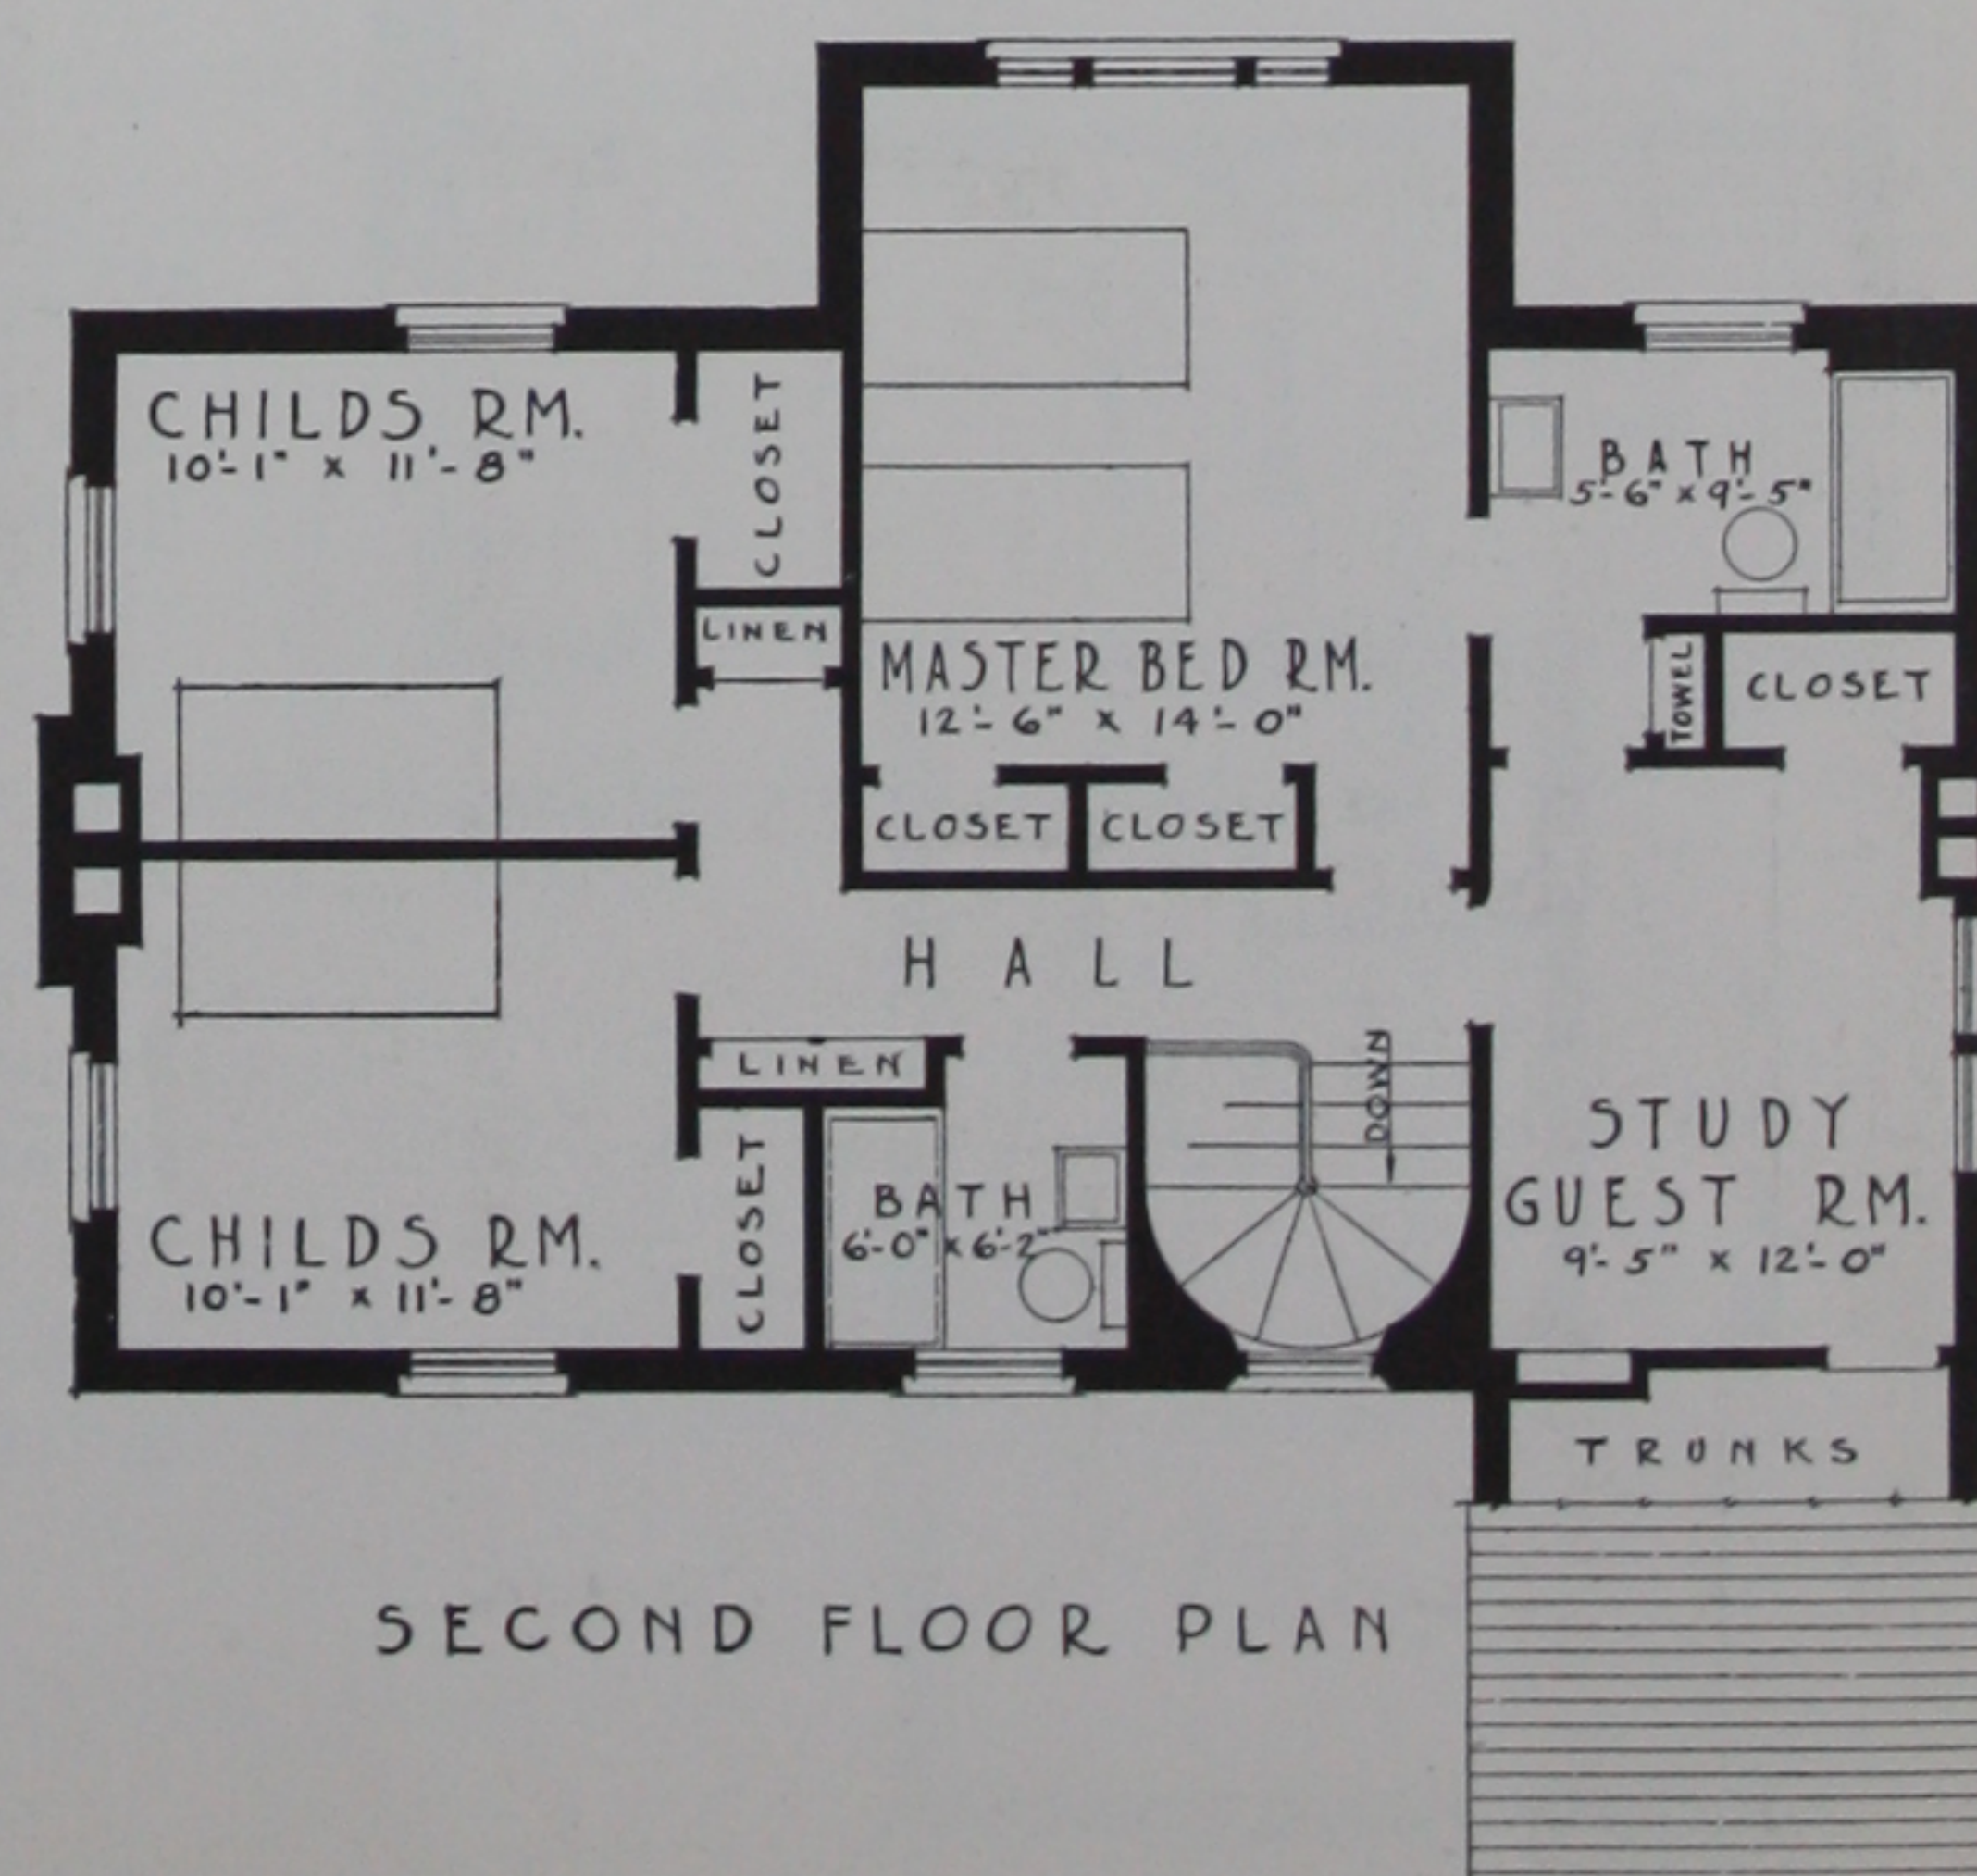 CHILDS RM.
10'-1" x 11'-8"
CLOSET
LINEN
MASTER BED RM.
12'-6" x 14'-0"
CLOSET
CLOSET
BATH
5'-6" x 9'-5"
TOWEL
CLOSET
HALL
LINEN
CLOSET
CHILDS RM.
10'-1" x 11'-8"
BATH
6'-0" x 6'-2"
DOWN
STUDY
GUEST RM.
9'-5" x 12'-0"
TRUNKS
SECOND FLOOR PLAN